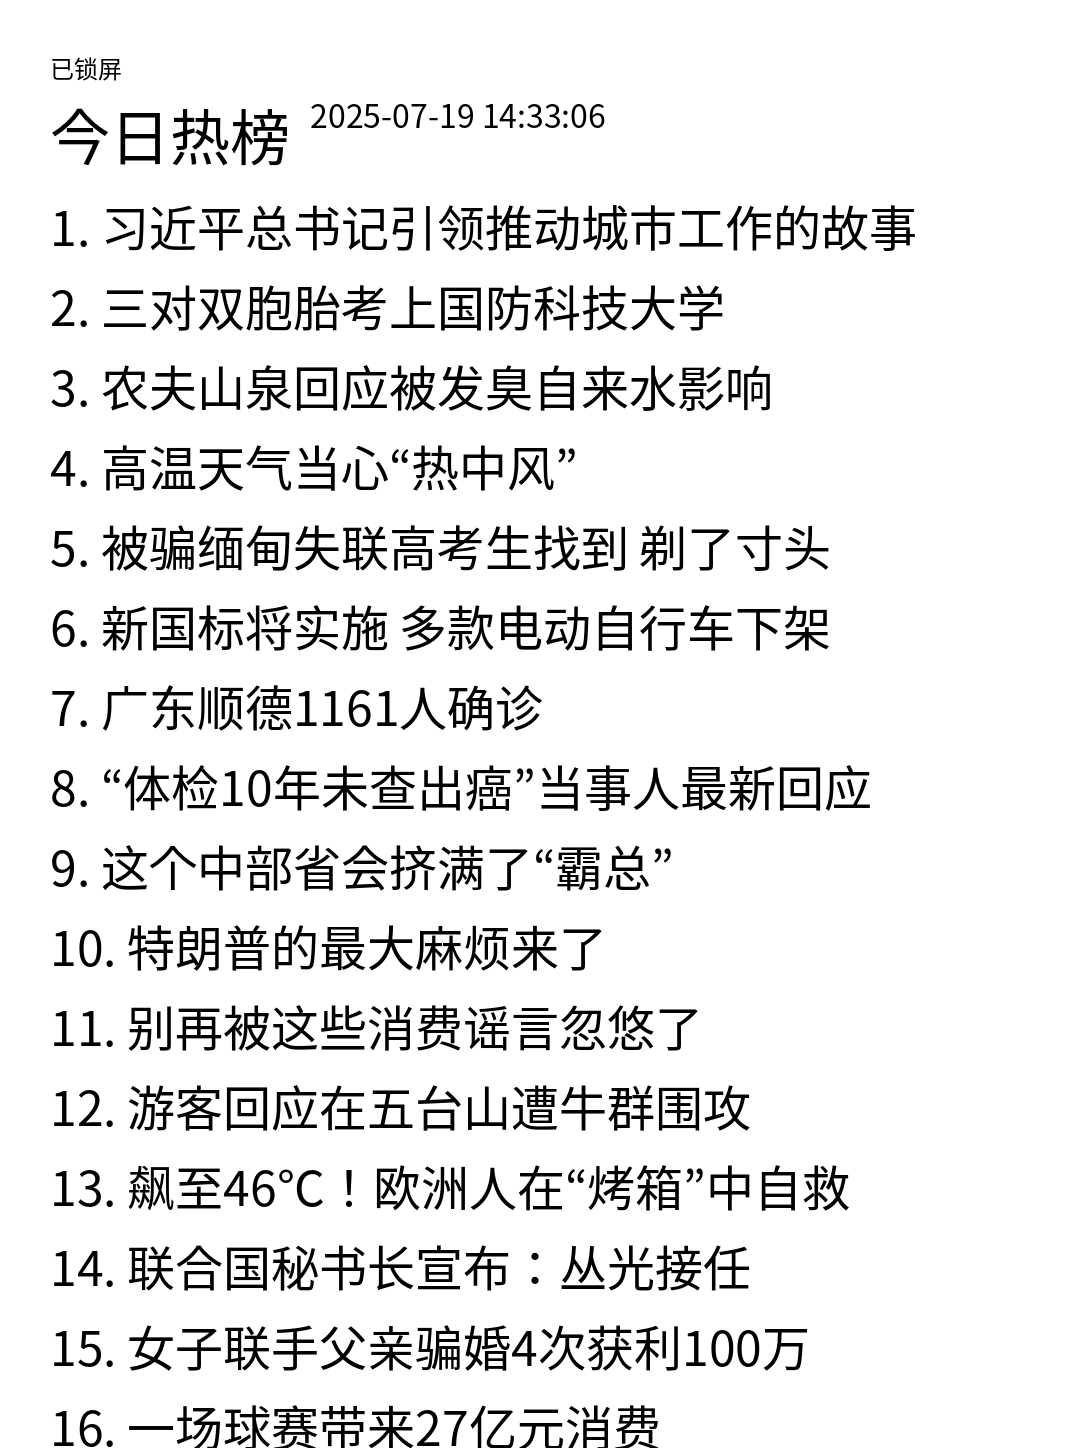 已锁屏
今日热榜 2025-07-19 14:33:06
1. 习近平总书记引领推动城市工作的故事
2. 三对双胞胎考上国防科技大学
3. 农夫山泉回应被发臭自来水影响
4. 高温天气当心“热中风”
5. 被骗缅甸失联高考生找到 剃了寸头
6. 新国标将实施 多款电动自行车下架
7. 广东顺德1161人确诊
8. “体检10年未查出癌”当事人最新回应
9. 这个中部省会挤满了“霸总”
10. 特朗普的最大麻烦来了
11. 别再被这些消费谣言忽悠了
12. 游客回应在五台山遭牛群围攻
13. 飙至46℃！欧洲人在“烤箱”中自救
14. 联合国秘书长宣布：丛光接任
15. 女子联手父亲骗婚4次获利100万
16. 一场球赛带来27亿元消费